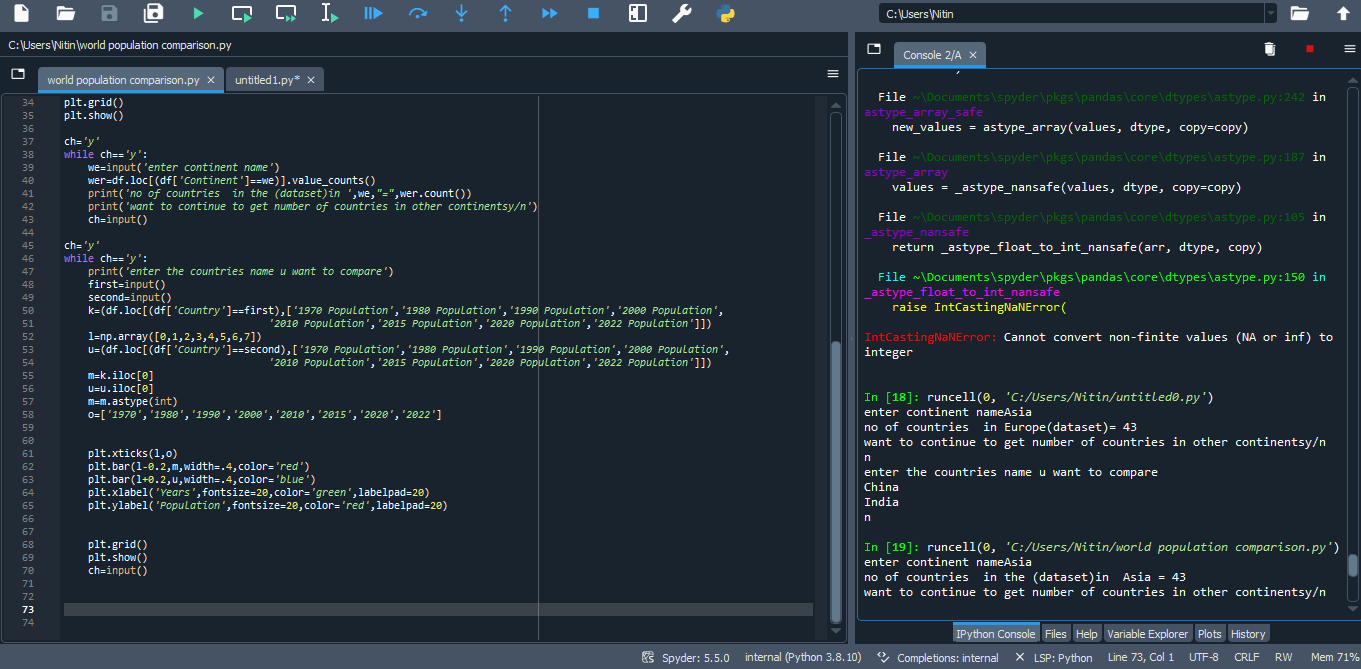 C:\Users\Nitin
C:\Users\Nitin\world population comparison.py
world population comparison.py
untitled1.py*
34 plt.grid()
35 plt.show()
36
37 ch='y'
38 while ch=='y':
39 we=input('enter continent name')
40 wer=df.loc[(df['Continent']==we)].value_counts()
41 print('no of countries  in the (dataset)in ',we,"=",wer.count())
42 print('want to continue to get number of countries in other continentsy/n')
43 ch=input()
44
45 ch='y'
46 while ch=='y':
47 print('enter the countries name u want to compare')
48 first=input()
49 second=input()
50 k=(df.loc[(df['Country']==first),['1970 Population','1980 Population','1990 Population','2000 Population',
51 '2010 Population','2015 Population','2020 Population','2022 Population']])
52 l=np.array([0,1,2,3,4,5,6,7])
53 u=(df.loc[(df['Country']==second),['1970 Population','1980 Population','1990 Population','2000 Population',
54 '2010 Population','2015 Population','2020 Population','2022 Population']])
55 m=k.iloc[0]
56 u=u.iloc[0]
57 m=m.astype(int)
58 o=['1970','1980','1990','2000','2010','2015','2020','2022']
59
60
61 plt.xticks(l,o)
62 plt.bar(l-0.2,m,width=.4,color='red')
63 plt.bar(l+0.2,u,width=.4,color='blue')
64 plt.xlabel('Years',fontsize=20,color='green',labelpad=20)
65 plt.ylabel('Population',fontsize=20,color='red',labelpad=20)
66
67
68 plt.grid()
69 plt.show()
70 ch=input()
71
72
73
74
Console 2/A
File ~\Documents\spyder\pkgs\pandas\core\dtypes\astype.py:242 in
astype_array_safe
new_values = astype_array(values, dtype, copy=copy)
File ~\Documents\spyder\pkgs\pandas\core\dtypes\astype.py:187 in
astype_array
values = _astype_nansafe(values, dtype, copy=copy)
File ~\Documents\spyder\pkgs\pandas\core\dtypes\astype.py:105 in
_astype_nansafe
return _astype_float_to_int_nansafe(arr, dtype, copy)
File ~\Documents\spyder\pkgs\pandas\core\dtypes\astype.py:150 in
_astype_float_to_int_nansafe
raise IntCastingNaNError(
IntCastingNaNError: Cannot convert non-finite values (NA or inf) to
integer
In [18]: runcell(0, 'C:/Users/Nitin/untitled0.py')
enter continent nameAsia
no of countries  in Europe(dataset)= 43
want to continue to get number of countries in other continentsy/n
n
enter the countries name u want to compare
China
India
n
In [19]: runcell(0, 'C:/Users/Nitin/world population comparison.py')
enter continent nameAsia
no of countries  in the (dataset)in  Asia = 43
want to continue to get number of countries in other continentsy/n
IPython Console Files Help Variable Explorer Plots History
Spyder: 5.5.0 internal (Python 3.8.10) Completions: internal LSP: Python Line 73, Col 1 UTF-8 CRLF RW Mem 71%